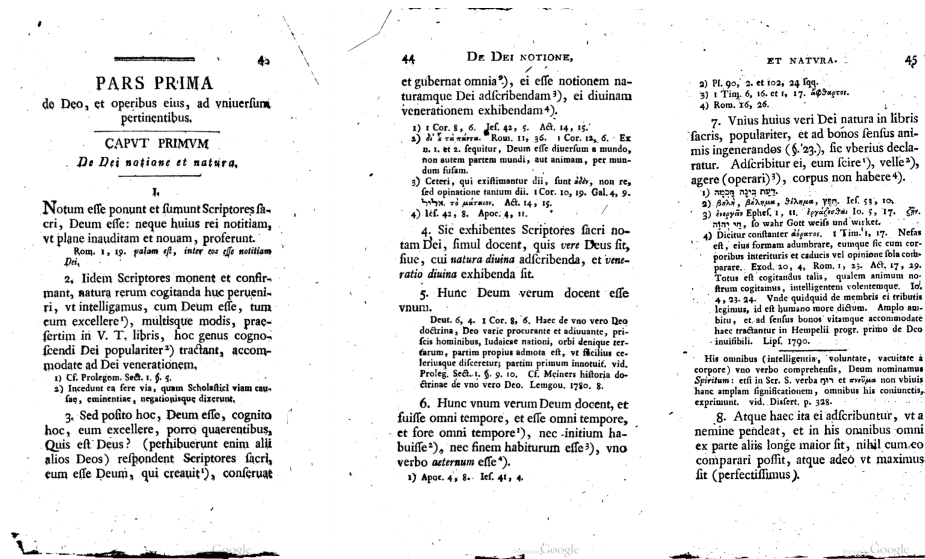 PARS PRIMA
de Deo, et operibus eius, ad vniuersum
pertinentibus.
CAPVT PRIMVM
De Dei notione et natura.
I.
Notum esse ponunt et sumunt Scriptores sa-
cri, Deum esse: neque huius rei notitiam,
vt plane inauditam et nouam, proferunt.
Rom. 1, 19. palam est, inter eos esse notitiam
Dei.
2. Iidem Scriptores monent et confir-
mant, natura rerum cogitanda huc perueni-
ri, vt intelligamus, cum Deum esse, tum
eum excellere¹), multisque modis, prae-
sertim in V. T. libris, hoc genus cogno-
scendi Dei populariter²) tractant, accom-
modate ad Dei venerationem.
1) Cf. Prolegom. Sect. 1. §. 5.
2) Incedunt ea fere via, quam Scholastici viam cau-
sae, eminentiae, negationisque dixerunt.
3. Sed posito hoc, Deum esse, cognito
hoc, eum excellere, porro quaerentibus,
Quis est Deus? (perhibuerunt enim alii
alios Deos) respondent Scriptores sacri,
eum esse Deum, qui creauit¹), conseruat
44 DE DEI NOTIONE,
et gubernat omnia²), ei esse notionem na-
turamque Dei adscribendam³), ei diuinam
venerationem exhibendam⁴).
1) 1 Cor. 8, 6. Jes. 42, 5. Act. 14, 15.
2) δι' ὃ τὰ πάντα. Rom. 11, 36. 1 Cor. 12, 6. Ex
n. 1. et 2. sequitur, Deum esse diuersum a mundo,
non autem partem mundi, aut animam, per mun-
dum fusam.
3) Ceteri, qui existimantur dii, sunt non re,
sed opinatione tantum dii. 1 Cor. 10, 19. Gal. 4, 9.
אליל. τὸ μάταιον. Act. 14, 15.
4) Ies. 42, 8. Apoc. 4, 11.
4. Sic exhibentes Scriptores sacri no-
tam Dei, simul docent, quis vere Deus sit,
siue, cui natura diuina adscribenda, et vene-
ratio diuina exhibenda sit.
5. Hunc Deum verum docent esse
vnum.
Deut. 6, 4. 1 Cor. 8, 6. Haec de vno vero Deo
doctrina, Deo varie procurante et adiuuante, pri-
scis hominibus, Iudaicae nationi, orbi denique ter-
rarum, partim propius admota est, vt facilius ce-
leriusque disceretur; partim primum innotuit. vid.
Proleg. Sect. 1. §. 9. 10. Cf. Meiners historia do-
ctrinae de vno vero Deo. Lemgou. 1780. 8.
6. Hunc vnum verum Deum docent, et
fuisse omni tempore, et esse omni tempore,
et fore omni tempore¹), nec initium ha-
buisse²), nec finem habiturum esse³), vno
verbo aeternum esse⁴).
1) Apoc. 4, 8. Ies. 41, 4.
ET NATVRA. 45
2) Ps. 90, 2. et 102, 24 sqq.
3) 1 Tim. 6, 16. et 1, 17. ἄφθαρτος.
4) Rom. 16, 26.
7. Vnius huius veri Dei natura in libris
sacris, populariter, et ad bonos sensus ani-
mis ingenerandos (§. 23.), sic vberius decla-
ratur. Adscribitur ei, eum scire¹), velle²),
agere (operari)³), corpus non habere⁴).
1) דעת בינה חכמה.
2) βουλὴ, βούλημα, θέλημα, חפץ, Ies. 53, 10.
3) ἐνεργεῖν Ephes. 1, 11. ἐργάζεσθαι Io. 5, 17. ζῆν.
חי יהוה, so wahr Gott weiss und wirket.
4) Dicitur constanter ἀόρατος. 1 Tim. 1, 17. Nefas
est, eius formam adumbrare, eumque sic cum cor-
poribus interituris et caducis vel opinione sola com-
parare. Exod. 20, 4. Rom. 1, 23. Act. 17, 29.
Totus est cogitandus talis, qualem animum no-
strum cogitamus, intelligentem volentemque. Io.
4, 23. 24. Vnde quidquid de membris ei tributis
legimus, id est humano more dictum. Amplo am-
bitu, et ad sensus bonos vitamque accommodate
haec tractantur in Hempelii progr. primo de Deo
inuisibili. Lips. 1790.
His omnibus (intelligentia, voluntate, vacuitate a
corpore) vno verbo comprehensis, Deum nominamus
Spiritum: etsi in Scr. S. verba רוח et πνεῦμα non vbiuis
hanc amplam significationem, omnibus his coniunctis,
exprimunt. vid. Dissert. p. 328.
8. Atque haec ita ei adscribuntur, vt a
nemine pendeat, et in his omnibus omni
ex parte aliis longe maior sit, nihil cum eo
comparari possit, atque adeo vt maximus
sit (perfectissimus).
Google
Google